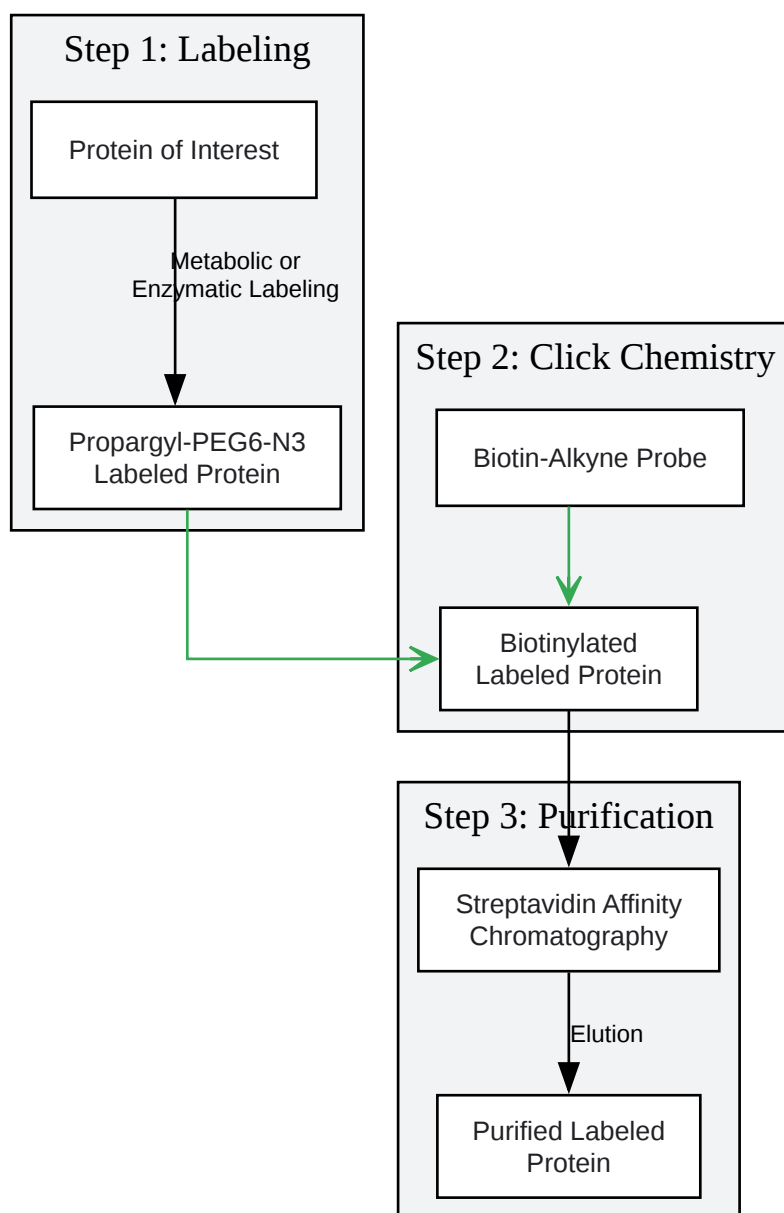 Step 1: Labeling
Protein of Interest
Metabolic or
Enzymatic Labeling
Propargyl-PEG6-N3
Labeled Protein
Step 2: Click Chemistry
Biotin-Alkyne Probe
Biotinylated
Labeled Protein
Step 3: Purification
Streptavidin Affinity
Chromatography
Elution
Purified Labeled
Protein